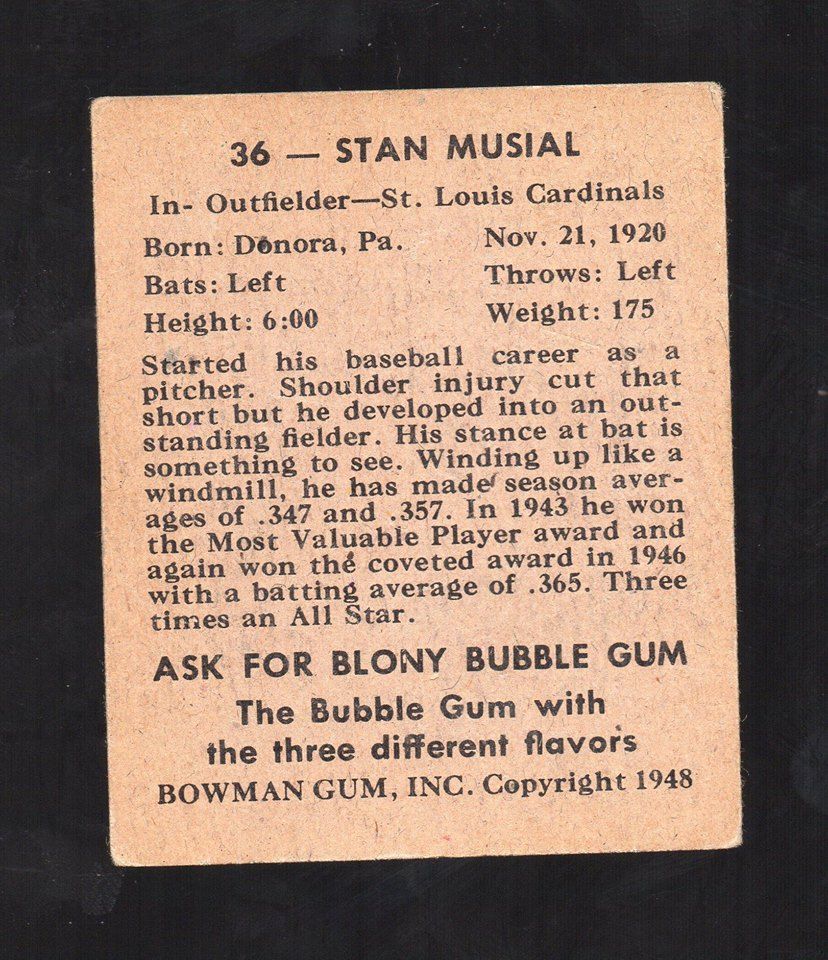 36 — STAN MUSIAL
In- Outfielder—St. Louis Cardinals
Born: Donora, Pa. Nov. 21, 1920
Bats: Left Throws: Left
Height: 6:00 Weight: 175
Started his baseball career as a
pitcher. Shoulder injury cut that
short but he developed into an out-
standing fielder. His stance at bat is
something to see. Winding up like a
windmill, he has made season aver-
ages of .347 and .357. In 1943 he won
the Most Valuable Player award and
again won the coveted award in 1946
with a batting average of .365. Three
times an All Star.
ASK FOR BLONY BUBBLE GUM
The Bubble Gum with
the three different flavors
BOWMAN GUM, INC. Copyright 1948